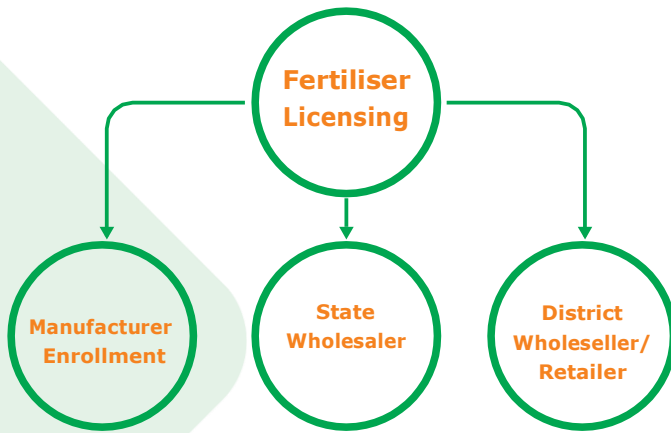 Fertiliser
Licensing
Manufacturer
Enrollment
State
Wholesaler
District
Wholeseller/
Retailer